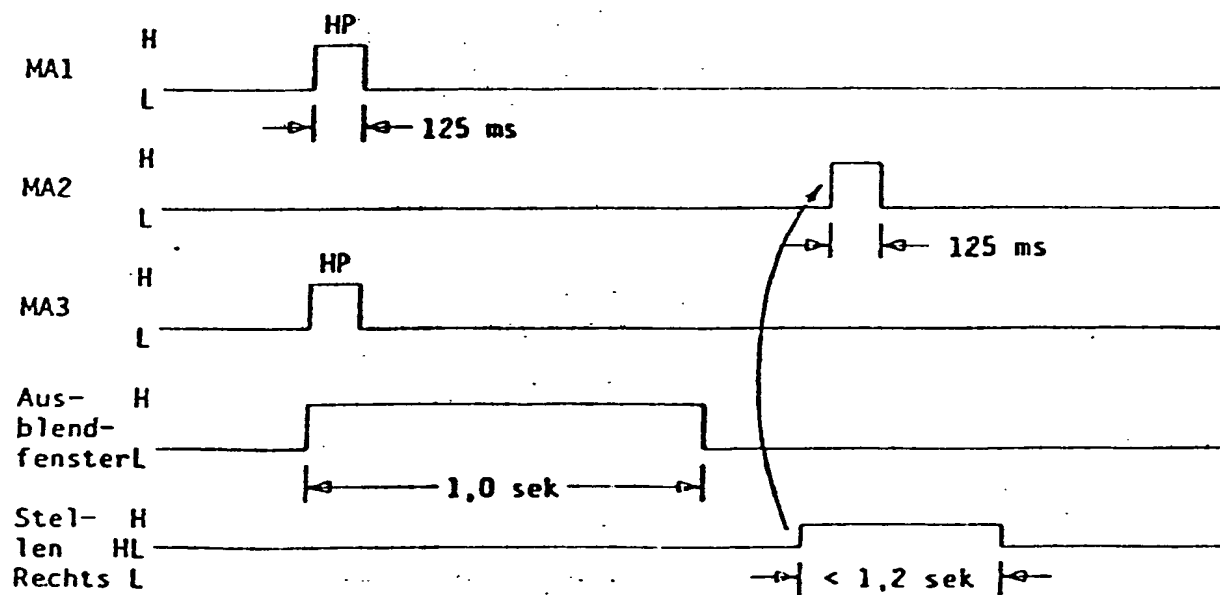 HP
H
MA1
L
125 ms
H
MA2
L
125 ms
HP
H
MA3
L
Aus- H
blend-
fenster L
1,0 sek
Stel- H
len HL
Rechts L
< 1,2 sek